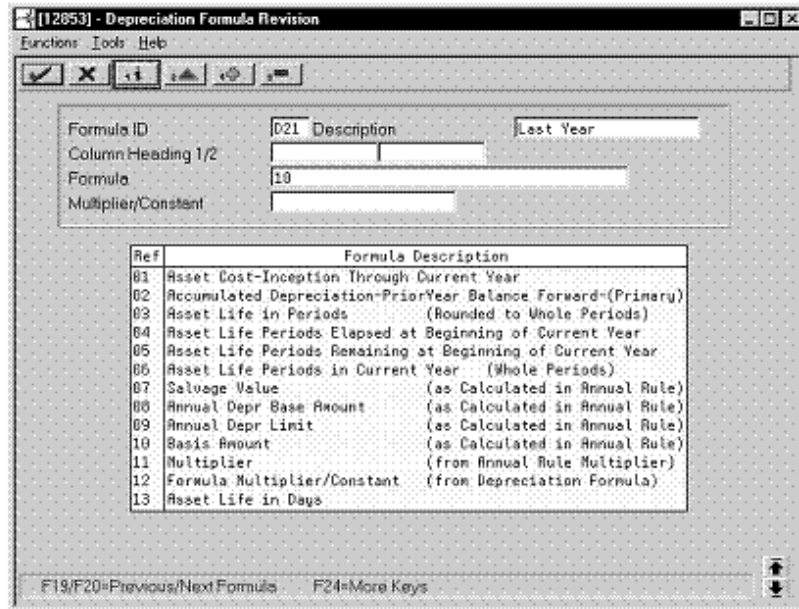 [12853] - Depreciation Formula Revision
Functions Tools Help
Formula ID D21 Description Last Year
Column Heading 1/2
Formula 10
Multiplier/Constant
Ref Formula Description
01 Asset Cost-Inception Through Current Year
02 Accumulated Depreciation-PriorYear Balance Forward-(Primary)
03 Asset Life in Periods (Rounded to Whole Periods)
04 Asset Life Periods Elapsed at Beginning of Current Year
05 Asset Life Periods Remaining at Beginning of Current Year
06 Asset Life Periods in Current Year (Whole Periods)
07 Salvage Value (as Calculated in Annual Rule)
08 Annual Depr Base Amount (as Calculated in Annual Rule)
09 Annual Depr Limit (as Calculated in Annual Rule)
10 Basis Amount (as Calculated in Annual Rule)
11 Multiplier (from Annual Rule Multiplier)
12 Formula Multiplier/Constant (from Depreciation Formula)
13 Asset Life in Days
F19/F20=Previous/Next Formula F24=More Keys